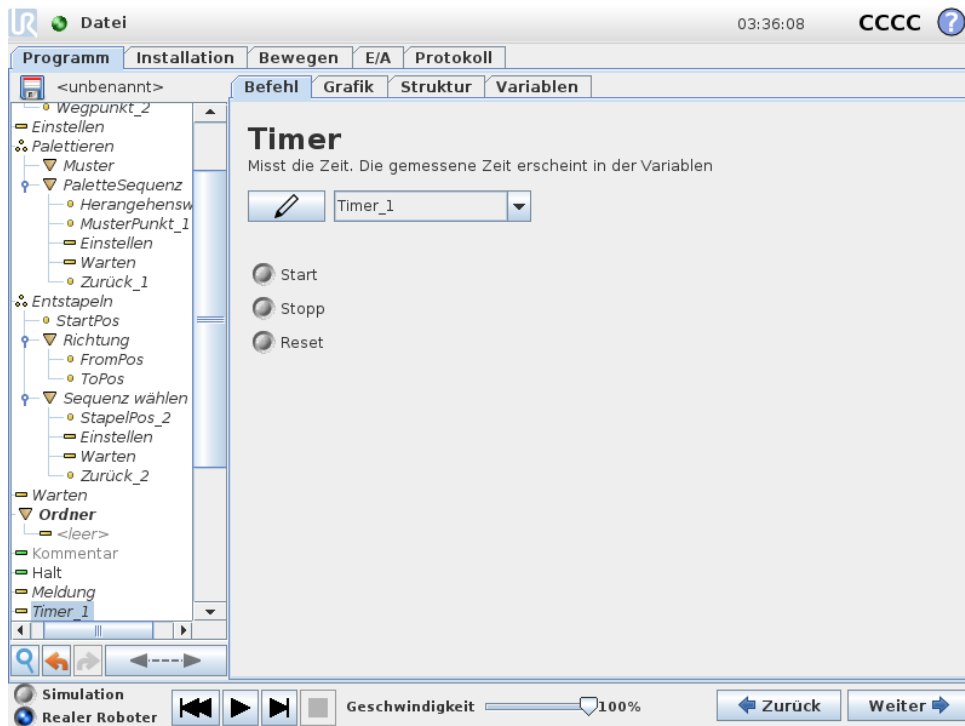 UR Datei 03:36:08 CCCC ?
Programm Installation Bewegen E/A Protokoll
<unbenannt>
Befehl Grafik Struktur Variablen
Wegpunkt_2
Einstellen
Palettieren
Muster
PaletteSequenz
Herangehensw
MusterPunkt_1
Einstellen
Warten
Zurück_1
Entstapeln
StartPos
Richtung
FromPos
ToPos
Sequenz wählen
StapelPos_2
Einstellen
Warten
Zurück_2
Warten
Ordner
<leer>
Kommentar
Halt
Meldung
Timer_1
Timer
Misst die Zeit. Die gemessene Zeit erscheint in der Variablen
Timer_1
Start
Stopp
Reset
Simulation
Realer Roboter
Geschwindigkeit 100%
Zurück Weiter